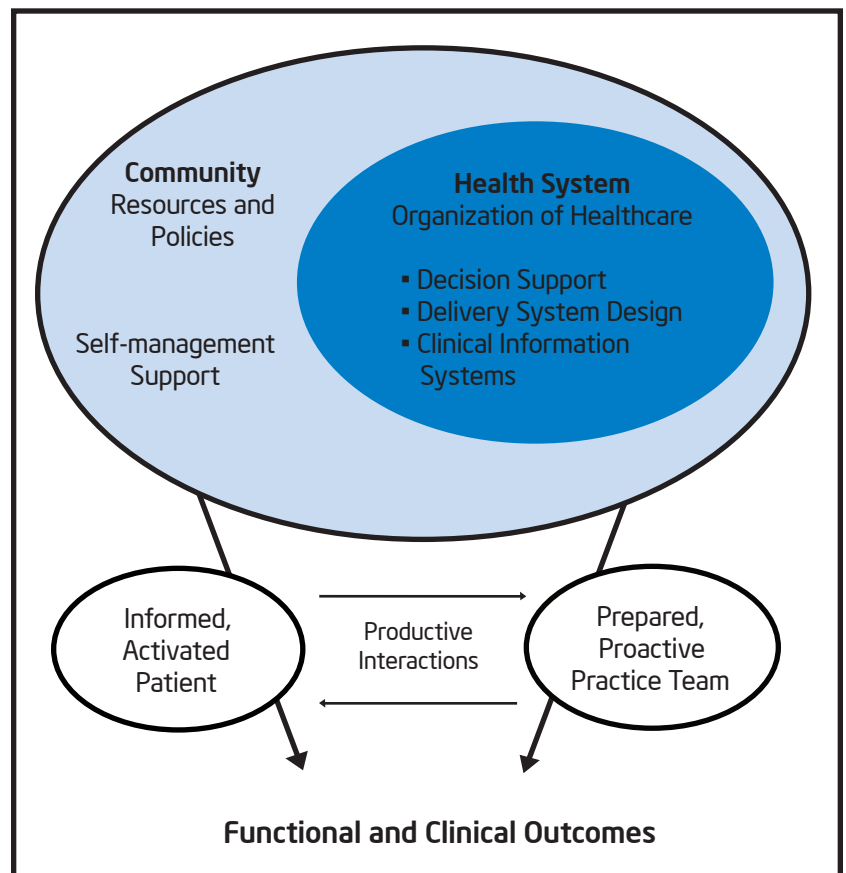 Community
Resources and
Policies
Self-management
Support
Health System
Organization of Healthcare
▪ Decision Support
▪ Delivery System Design
▪ Clinical Information
Systems
Informed,
Activated
Patient
Productive
Interactions
Prepared,
Proactive
Practice Team
Functional and Clinical Outcomes